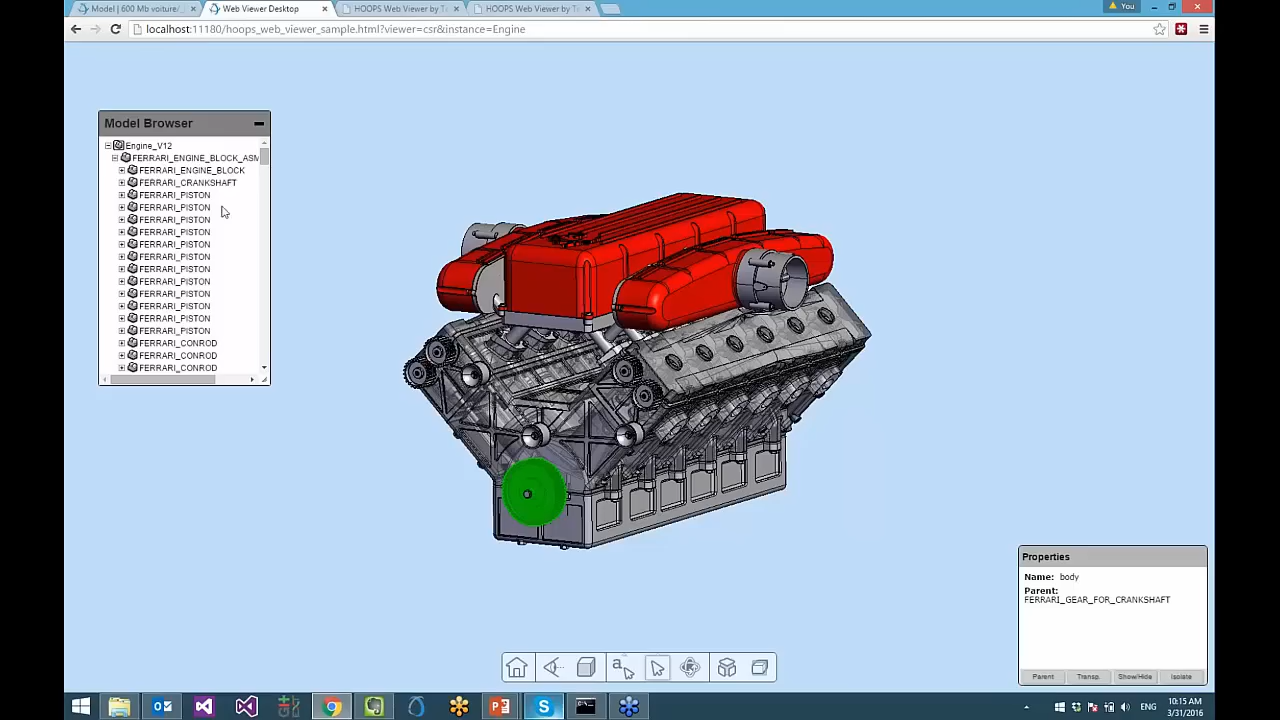 Model | 600 Mb voiture/
Web Viewer Desktop
HOOPS Web Viewer by T
HOOPS Web Viewer by T
You
localhost:11180/hoops_web_viewer_sample.html?viewer=csr&instance=Engine
Model Browser
Engine_V12
FERRARI_ENGINE_BLOCK_ASM
FERRARI_ENGINE_BLOCK
FERRARI_CRANKSHAFT
FERRARI_PISTON
FERRARI_PISTON
FERRARI_PISTON
FERRARI_PISTON
FERRARI_PISTON
FERRARI_PISTON
FERRARI_PISTON
FERRARI_PISTON
FERRARI_PISTON
FERRARI_PISTON
FERRARI_PISTON
FERRARI_PISTON
FERRARI_CONROD
FERRARI_CONROD
FERRARI_CONROD
Properties
Name: body
Parent:
FERRARI_GEAR_FOR_CRANKSHAFT
Parent Transp. Show/Hide Isolate
a
ENG
10:15 AM
3/31/2016